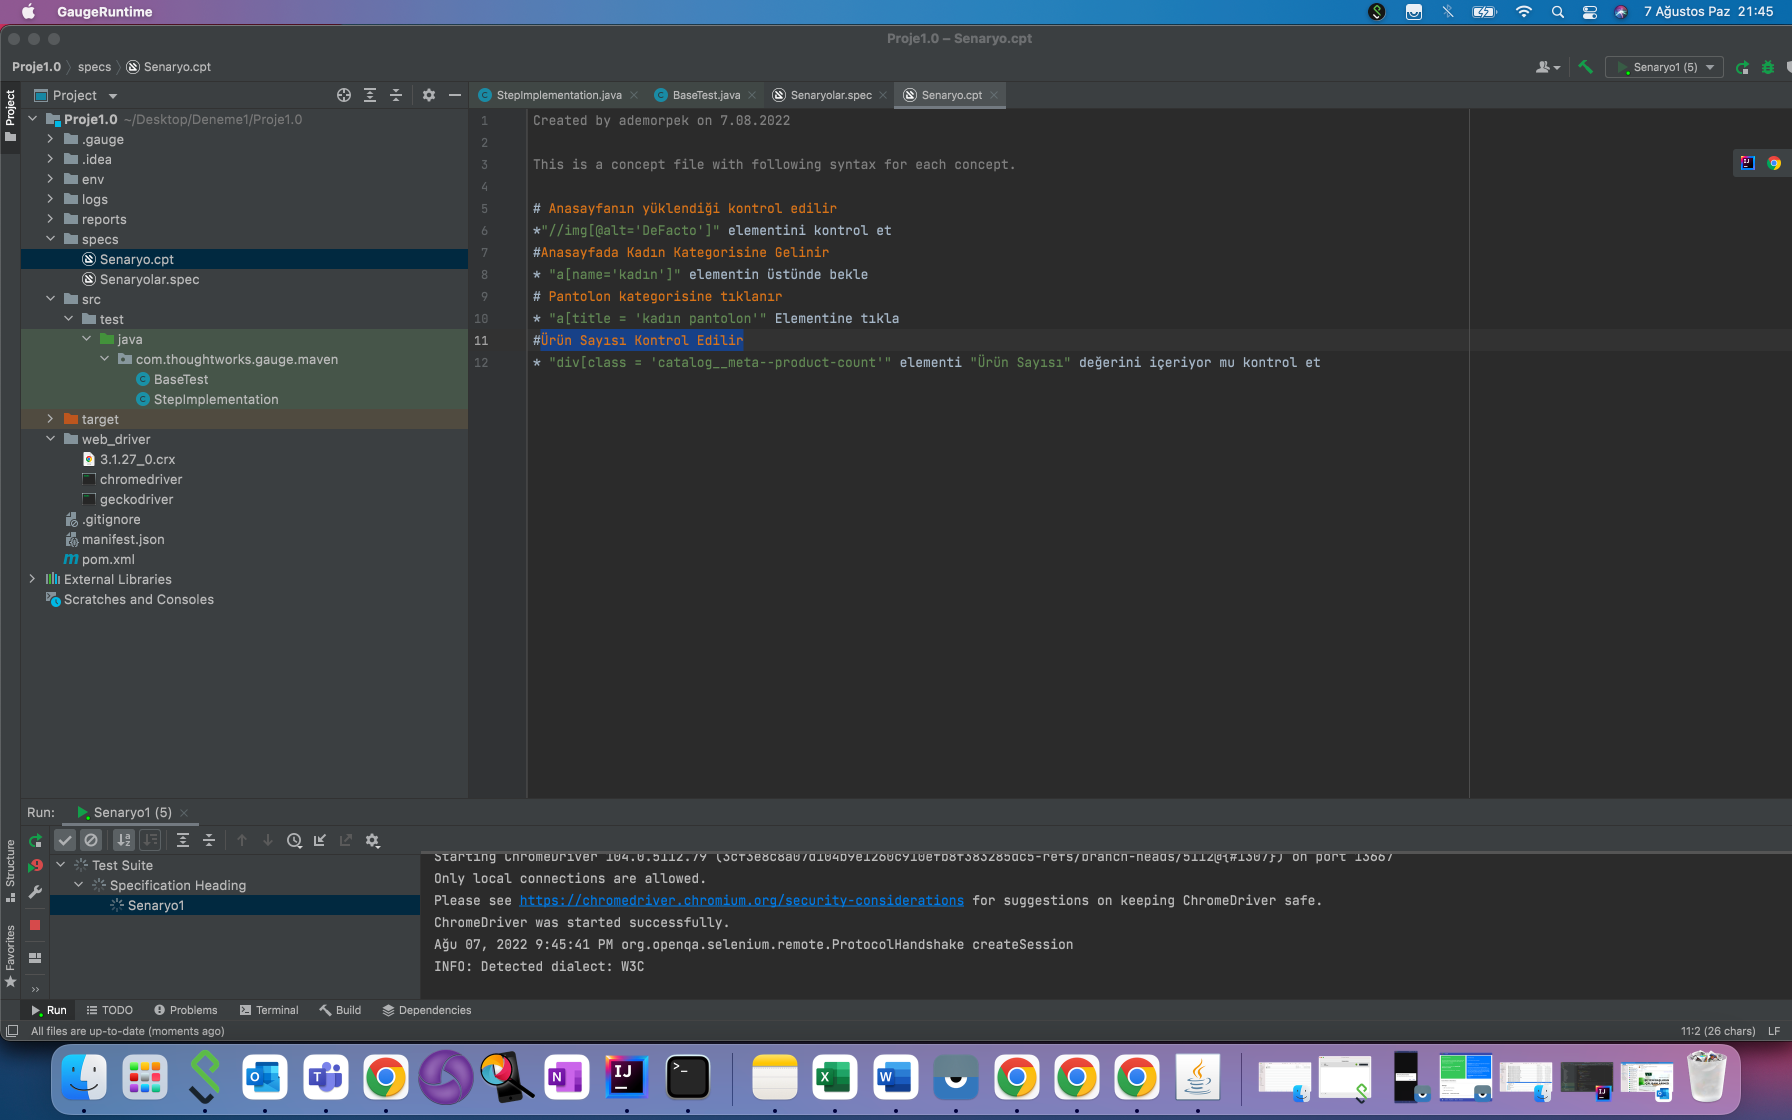 GaugeRuntime
7 Ağustos Paz 21:45
Proje1.0 – Senaryo.cpt
Proje1.0 specs Senaryo.cpt
Senaryo1 (5)
Project
Project
StepImplementation.java BaseTest.java Senaryolar.spec Senaryo.cpt
Proje1.0 ~/Desktop/Deneme1/Proje1.0
.gauge
.idea
env
logs
reports
specs
Senaryo.cpt
Senaryolar.spec
src
test
java
com.thoughtworks.gauge.maven
BaseTest
StepImplementation
target
web_driver
3.1.27_0.crx
chromedriver
geckodriver
.gitignore
manifest.json
pom.xml
External Libraries
Scratches and Consoles
1 Created by ademorpek on 7.08.2022
2
3 This is a concept file with following syntax for each concept.
4
5 # Anasayfanın yüklendiği kontrol edilir
6 *"//img[@alt='DeFacto']" elementini kontrol et
7 #Anasayfada Kadın Kategorisine Gelinir
8 * "a[name='kadın']" elementin üstünde bekle
9 # Pantolon kategorisine tıklanır
10 * "a[title = 'kadın pantolon'" Elementine tıkla
11 #Ürün Sayısı Kontrol Edilir
12 * "div[class = 'catalog__meta--product-count'" elementi "Ürün Sayısı" değerini içeriyor mu kontrol et
Run: Senaryo1 (5)
Structure
Favorites
Test Suite
Specification Heading
Senaryo1
Starting ChromeDriver 104.0.5112.79 (3cf3e8c8a07d104b9e1260c910efb8f383285dc5-refs/branch-heads/5112@{#1307}) on port 13667
Only local connections are allowed.
Please see https://chromedriver.chromium.org/security-considerations for suggestions on keeping ChromeDriver safe.
ChromeDriver was started successfully.
Ağu 07, 2022 9:45:41 PM org.openqa.selenium.remote.ProtocolHandshake createSession
INFO: Detected dialect: W3C
Run TODO Problems Terminal Build Dependencies
All files are up-to-date (moments ago)
11:2 (26 chars) LF